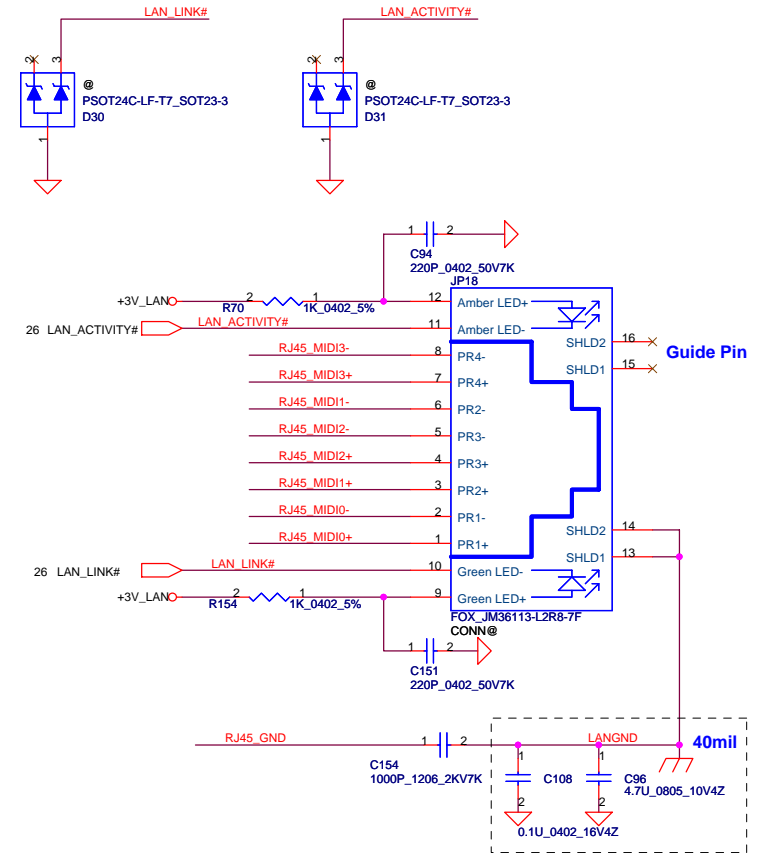 LAN_LINK#
LAN_ACTIVITY#
2 3
2 3
@
PSOT24C-LF-T7_SOT23-3
D30
@
PSOT24C-LF-T7_SOT23-3
D31
1
1
1 2
C94
220P_0402_50V7K
JP18
+3V_LAN
2 1
R70
1K_0402_5%
12 Amber LED+
26 LAN_ACTIVITY#
LAN_ACTIVITY#
11 Amber LED-
SHLD2 16
Guide Pin
RJ45_MIDI3- 8 PR4-
SHLD1 15
RJ45_MIDI3+ 7 PR4+
RJ45_MIDI1- 6 PR2-
RJ45_MIDI2- 5 PR3-
RJ45_MIDI2+ 4 PR3+
RJ45_MIDI1+ 3 PR2+
RJ45_MIDI0- 2 PR1-
SHLD2 14
RJ45_MIDI0+ 1 PR1+
SHLD1 13
26 LAN_LINK#
LAN_LINK#
10 Green LED-
+3V_LAN
2 1
R154
1K_0402_5%
9 Green LED+
FOX_JM36113-L2R8-7F
CONN@
1 2
C151
220P_0402_50V7K
RJ45_GND
1 2
LANGND
40mil
C154
1000P_1206_2KV7K
1
C108
2
0.1U_0402_16V4Z
1
C96
4.7U_0805_10V4Z
2